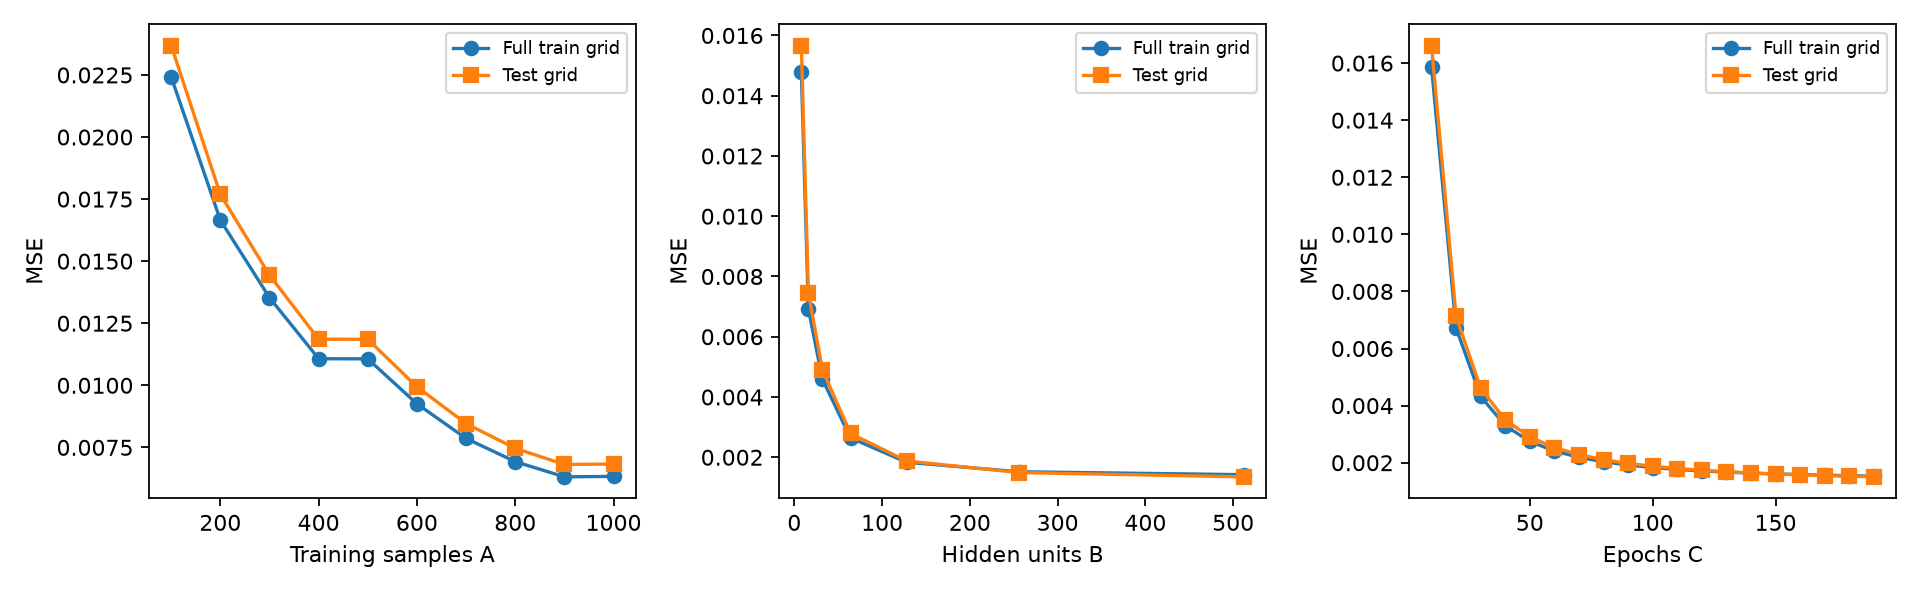 MSE
0.0225
0.0200
0.0175
0.0150
0.0125
0.0100
0.0075
Full train grid
Test grid
200 400 600 800 1000
Training samples A
MSE
0.016
0.014
0.012
0.010
0.008
0.006
0.004
0.002
Full train grid
Test grid
0 100 200 300 400 500
Hidden units B
MSE
0.016
0.014
0.012
0.010
0.008
0.006
0.004
0.002
Full train grid
Test grid
50 100 150
Epochs C